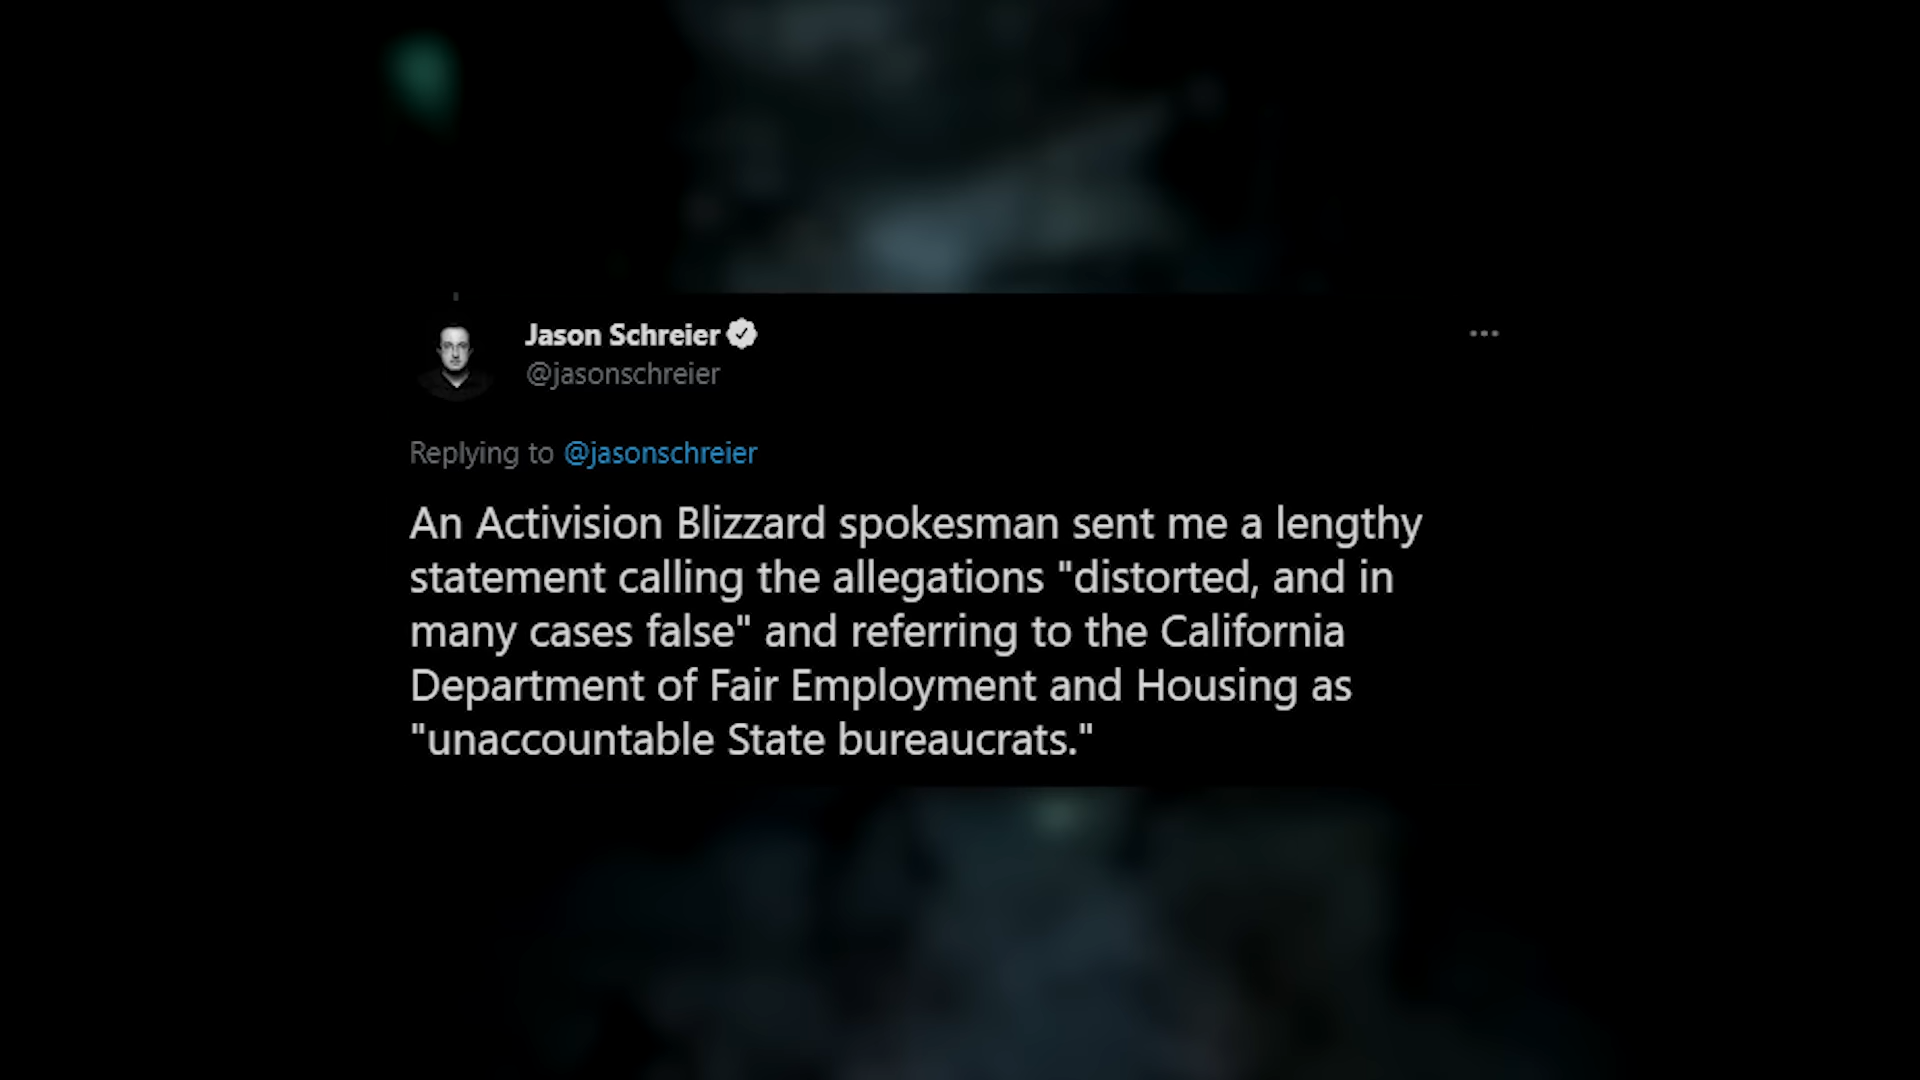 Jason Schreier
@jasonschreier
Replying to @jasonschreier
An Activision Blizzard spokesman sent me a lengthy
statement calling the allegations "distorted, and in
many cases false" and referring to the California
Department of Fair Employment and Housing as
"unaccountable State bureaucrats."